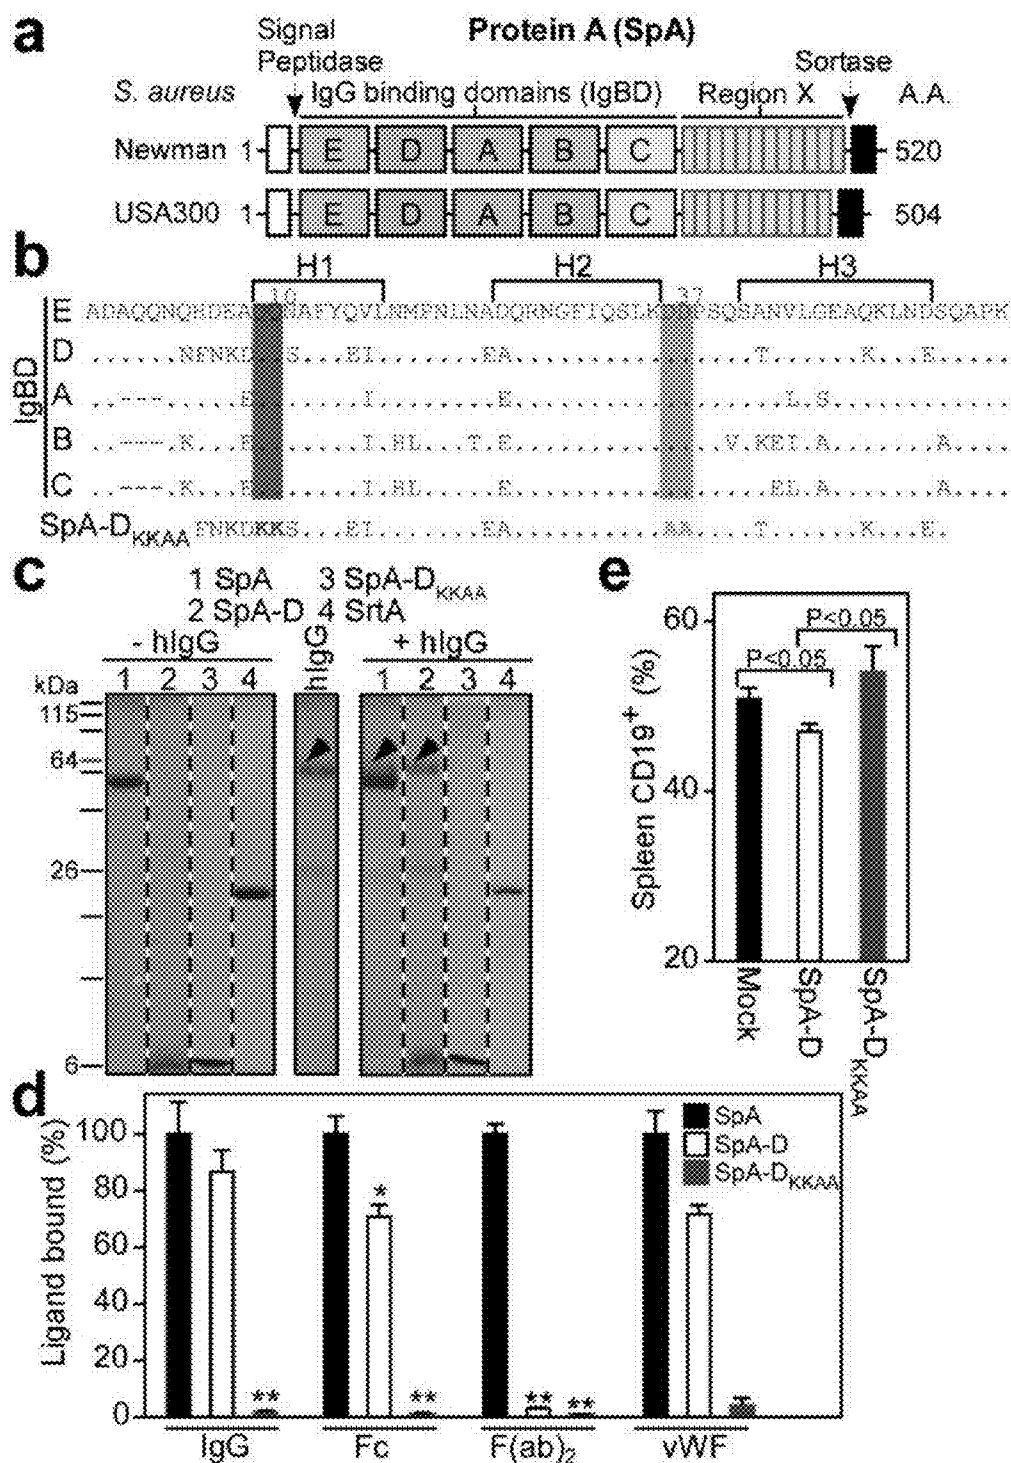 a
Protein A (SpA)
Signal
Peptidase
Sortase
S. aureus
IgG binding domains (IgBD)
Region X
A.A.
Newman 1 E D A B C 520
USA300 1 E D A B C 504
b
H1 H2 H3
10 37
IgBD
E
D
A
B
C
SpA-DKKAA FNKDKKS...EI.......EA................AA....T......K...E.
c
1 SpA 3 SpA-DKKAA
2 SpA-D 4 SrtA
- hIgG
hIgG
+ hIgG
kDa
1 2 3 4
1 2 3 4
115
64
26
6
e
Spleen CD19+ (%)
60
40
20
P<0.05
P<0.05
Mock
SpA-D
SpA-DKKAA
d
Ligand bound (%)
100
80
60
40
20
0
SpA
SpA-D
SpA-DKKAA
*
** ** ** **
IgG Fc F(ab)2 vWF